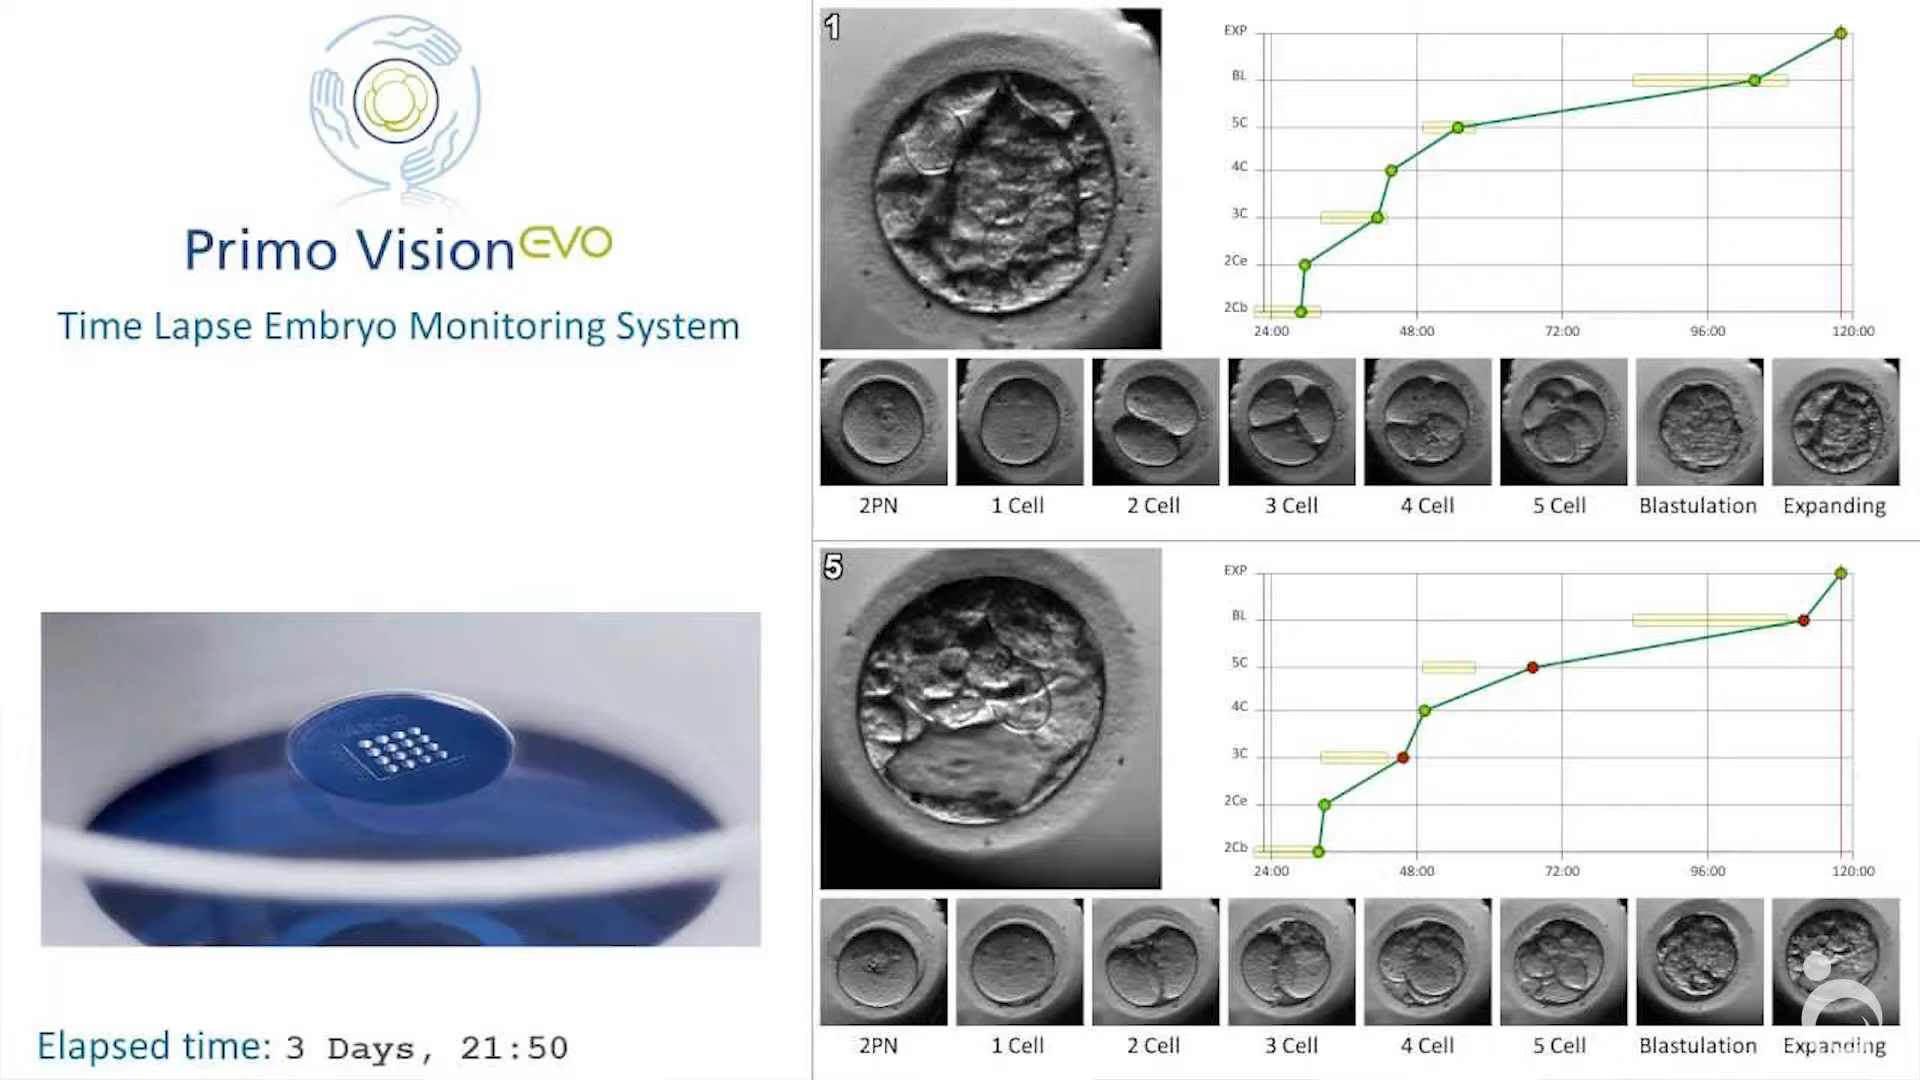 Primo Vision EVO
Time Lapse Embryo Monitoring System
Elapsed time: 3 Days, 21:50
1
EXP
BL
5C
4C
3C
2Ce
2Cb
24:00 48:00 72:00 96:00 120:00
2PN 1 Cell 2 Cell 3 Cell 4 Cell 5 Cell Blastulation Expanding
5
EXP
BL
5C
4C
3C
2Ce
2Cb
24:00 48:00 72:00 96:00 120:00
2PN 1 Cell 2 Cell 3 Cell 4 Cell 5 Cell Blastulation Expanding